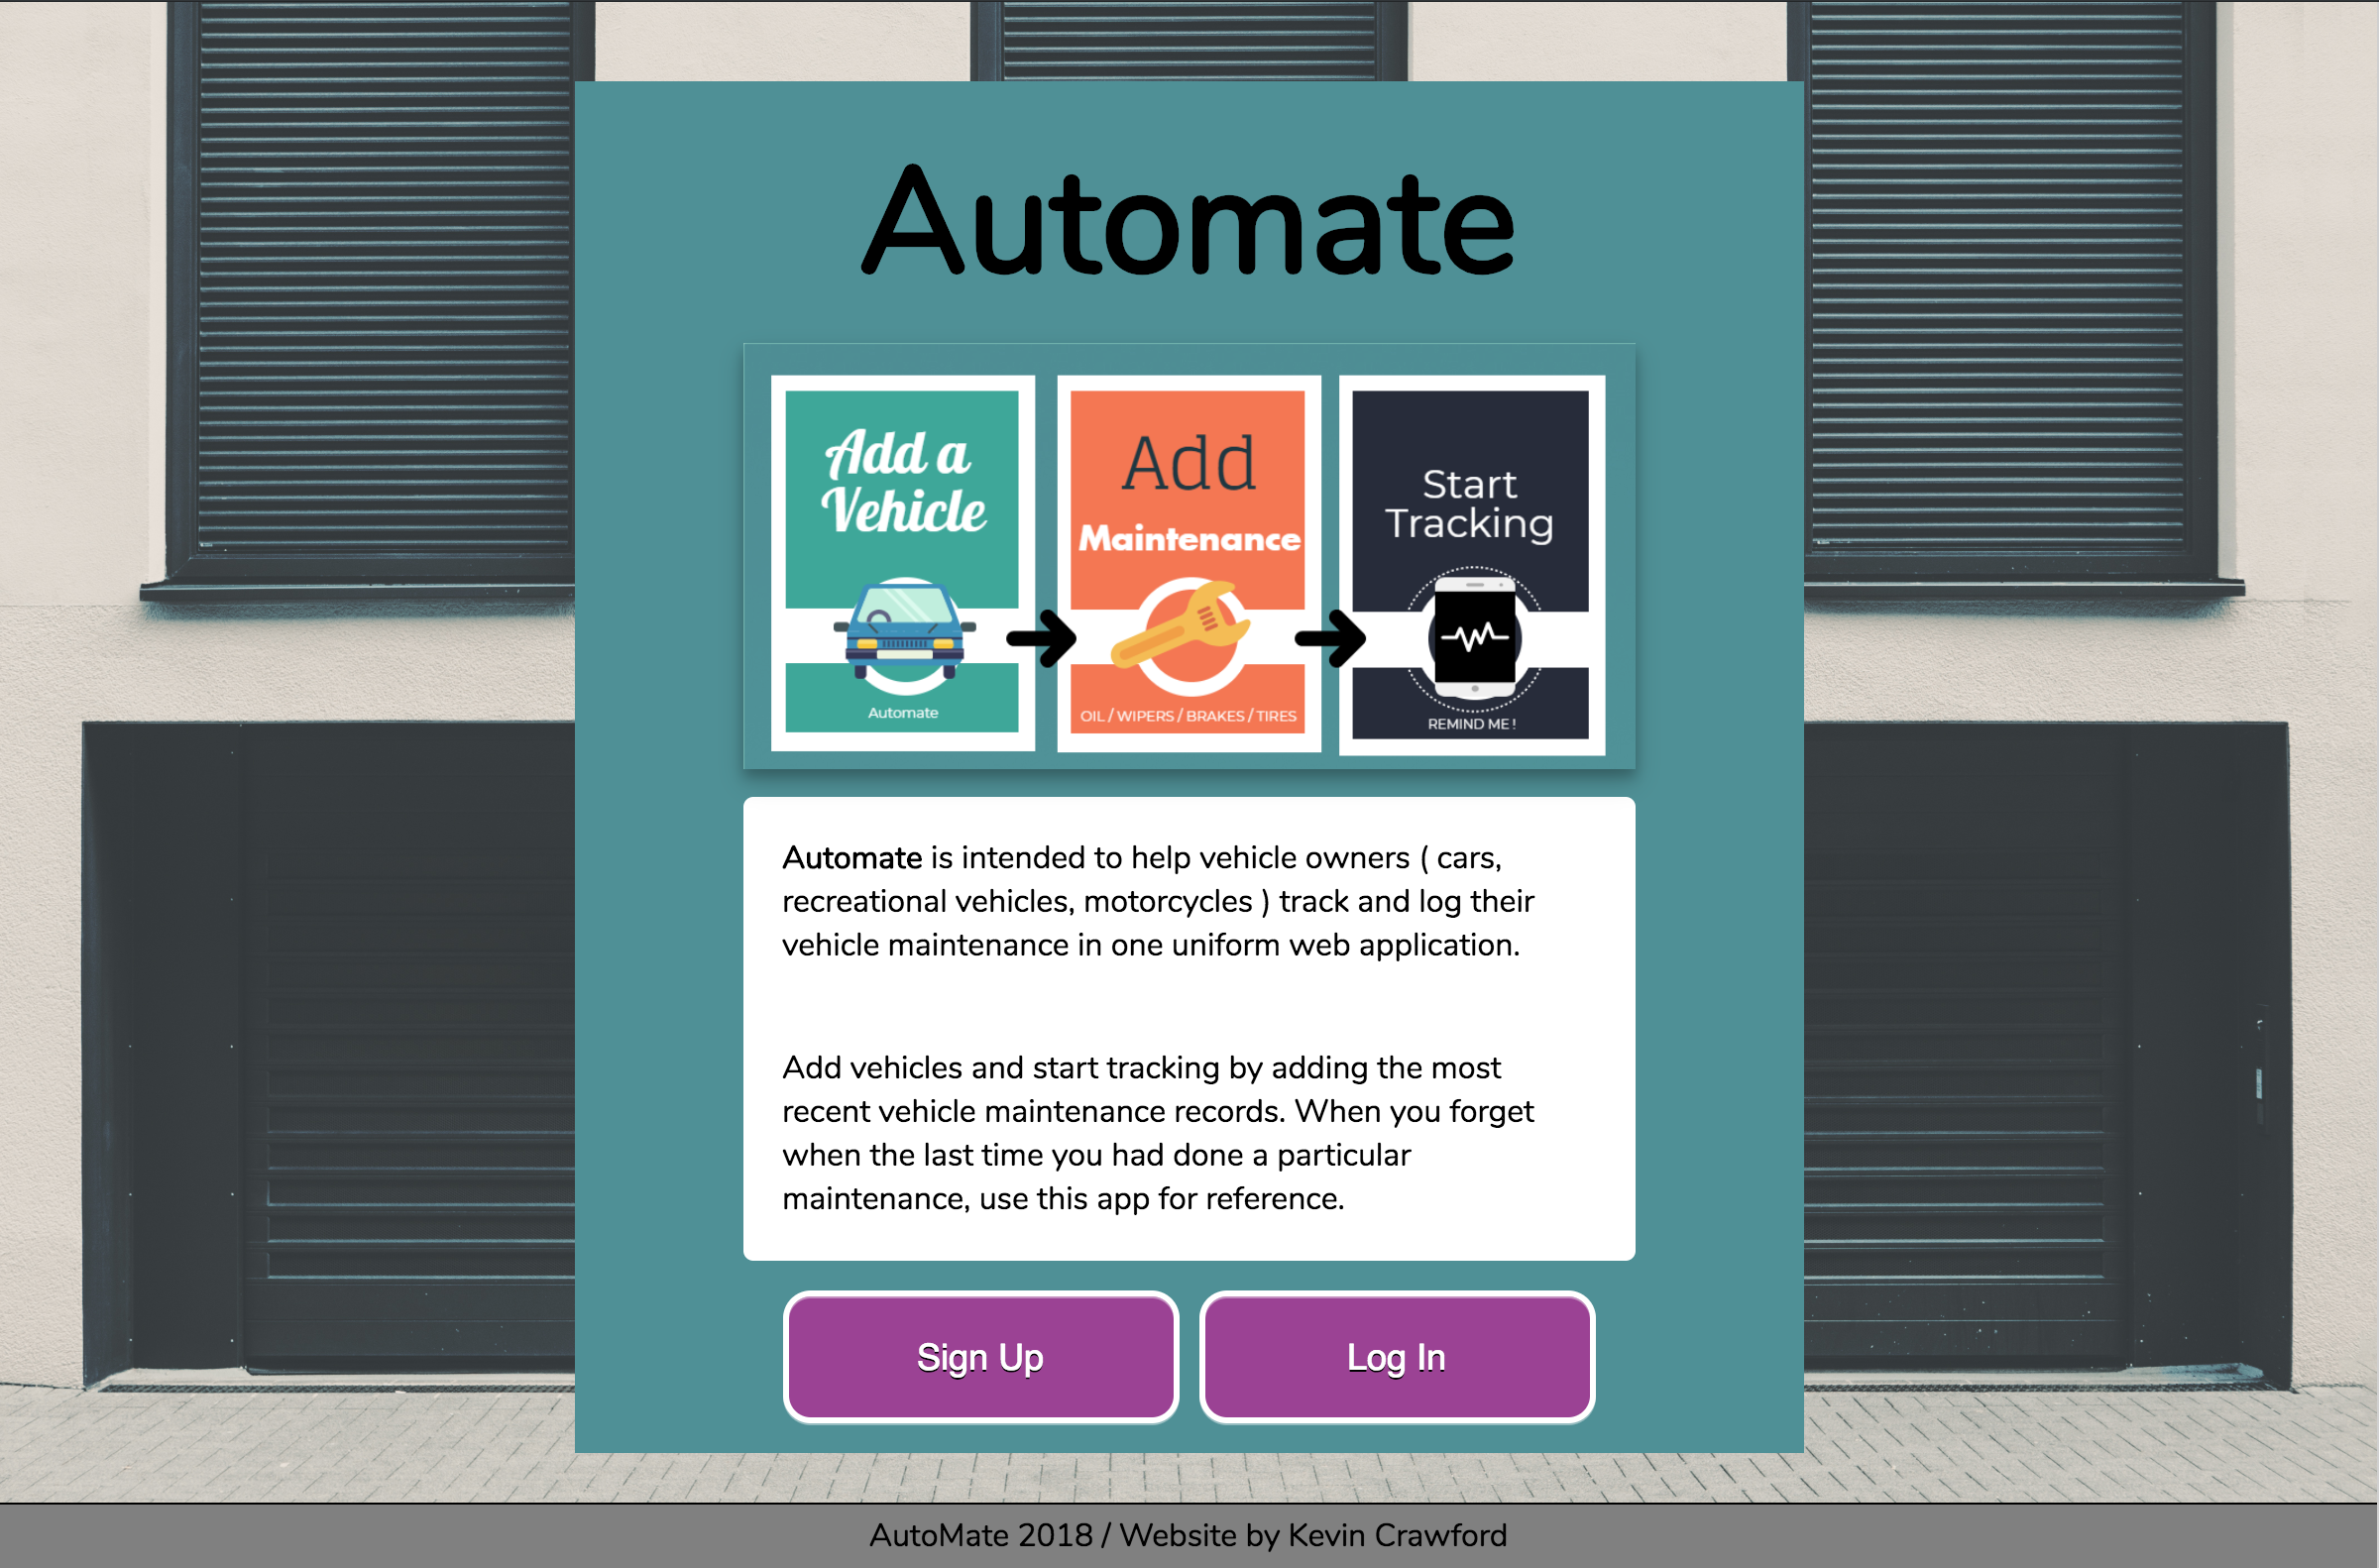 Automate
Add a
Vehicle
Automate
Add
Maintenance
OIL / WIPERS / BRAKES / TIRES
Start
Tracking
REMIND ME !
Automate is intended to help vehicle owners ( cars,
recreational vehicles, motorcycles ) track and log their
vehicle maintenance in one uniform web application.
Add vehicles and start tracking by adding the most
recent vehicle maintenance records. When you forget
when the last time you had done a particular
maintenance, use this app for reference.
Sign Up
Log In
AutoMate 2018 / Website by Kevin Crawford